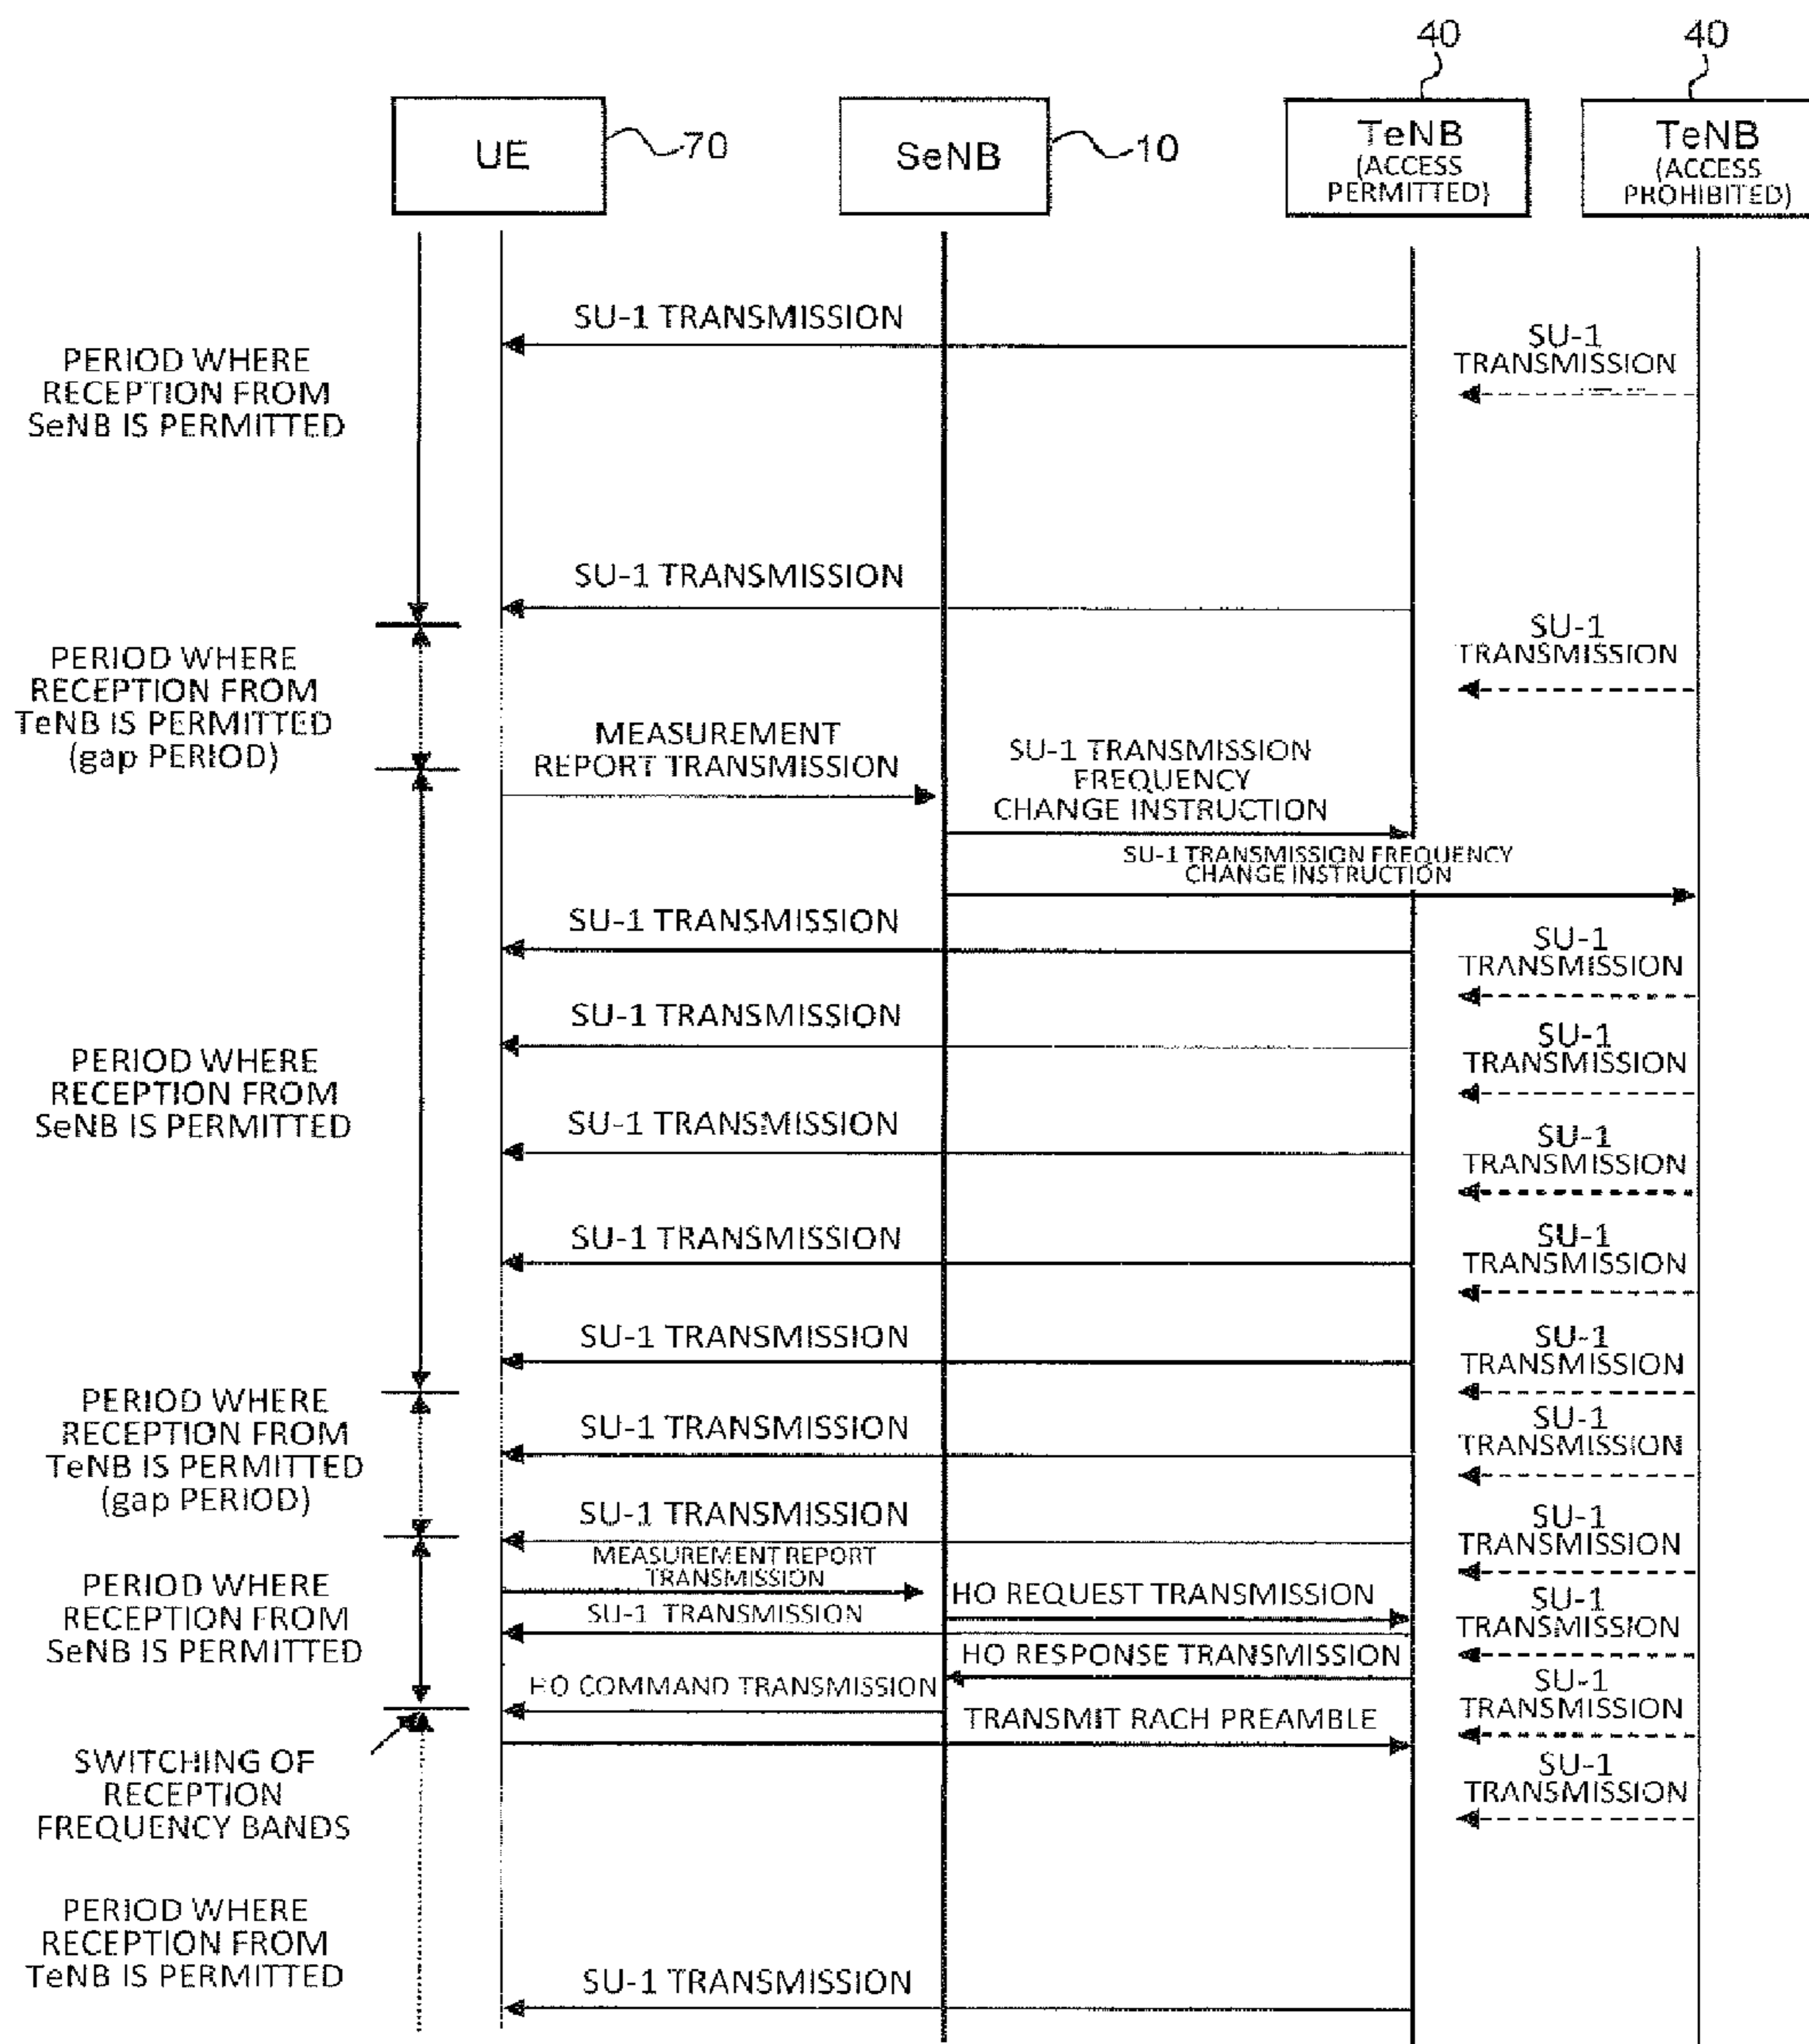 40
40
UE
70
SeNB
10
TeNB
(ACCESS
PERMITTED)
TeNB
(ACCESS
PROHIBITED)
SU-1 TRANSMISSION
SU-1
TRANSMISSION
PERIOD WHERE
RECEPTION FROM
SeNB IS PERMITTED
SU-1 TRANSMISSION
SU-1
TRANSMISSION
PERIOD WHERE
RECEPTION FROM
TeNB IS PERMITTED
(gap PERIOD)
MEASUREMENT
REPORT TRANSMISSION
SU-1 TRANSMISSION
FREQUENCY
CHANGE INSTRUCTION
SU-1 TRANSMISSION FREQUENCY
CHANGE INSTRUCTION
SU-1 TRANSMISSION
SU-1
TRANSMISSION
SU-1 TRANSMISSION
SU-1
TRANSMISSION
PERIOD WHERE
RECEPTION FROM
SeNB IS PERMITTED
SU-1 TRANSMISSION
SU-1
TRANSMISSION
SU-1 TRANSMISSION
SU-1
TRANSMISSION
SU-1 TRANSMISSION
SU-1
TRANSMISSION
PERIOD WHERE
RECEPTION FROM
TeNB IS PERMITTED
(gap PERIOD)
SU-1 TRANSMISSION
SU-1
TRANSMISSION
SU-1 TRANSMISSION
SU-1
TRANSMISSION
MEASUREMENT REPORT
TRANSMISSION
HO REQUEST TRANSMISSION
PERIOD WHERE
RECEPTION FROM
SeNB IS PERMITTED
SU-1 TRANSMISSION
SU-1
TRANSMISSION
HO RESPONSE TRANSMISSION
HO COMMAND TRANSMISSION
SU-1
TRANSMISSION
TRANSMIT RACH PREAMBLE
SWITCHING OF
RECEPTION
FREQUENCY BANDS
SU-1
TRANSMISSION
PERIOD WHERE
RECEPTION FROM
TeNB IS PERMITTED
SU-1 TRANSMISSION